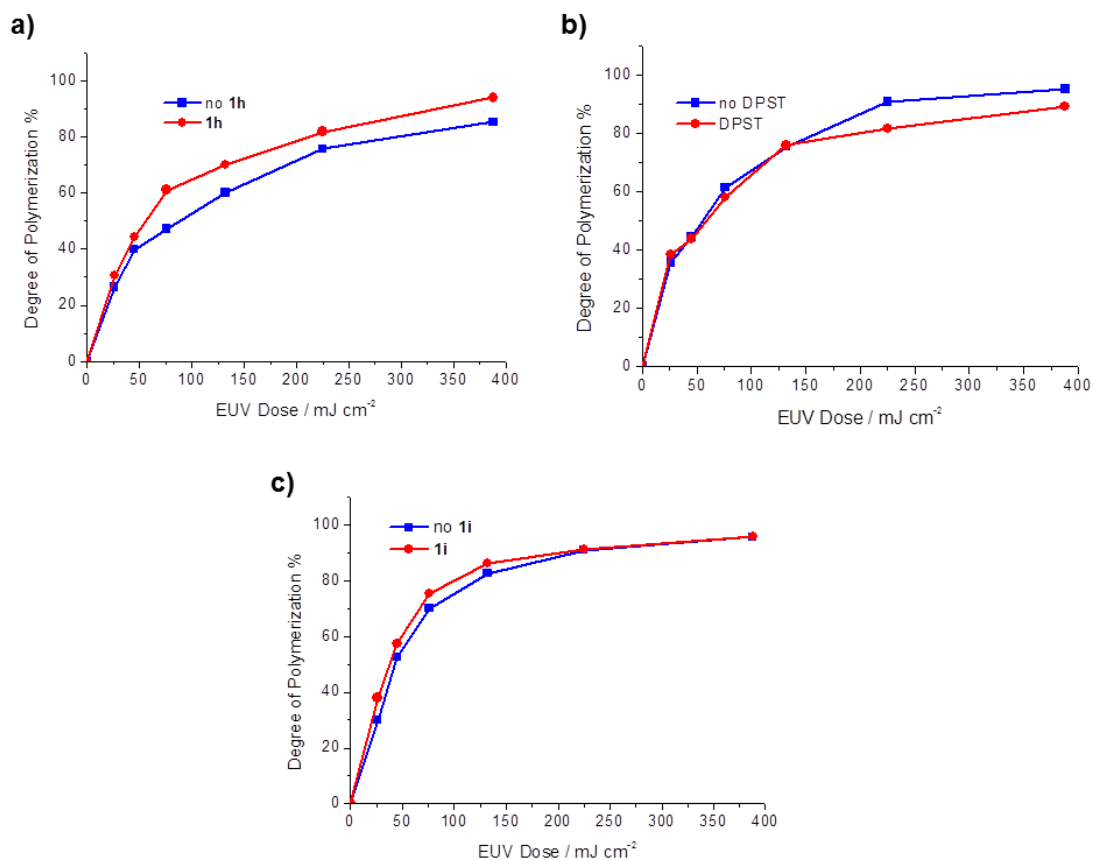 a)
no 1h
1h
Degree of Polymerization %
100
80
60
40
20
0
0 50 100 150 200 250 300 350 400
EUV Dose / mJ cm⁻²
b)
no DPST
DPST
Degree of Polymerization %
100
80
60
40
20
0
0 50 100 150 200 250 300 350 400
EUV Dose / mJ cm⁻²
c)
no 1i
1i
Degree of Polymerization %
100
80
60
40
20
0
0 50 100 150 200 250 300 350 400
EUV Dose / mJ cm⁻²